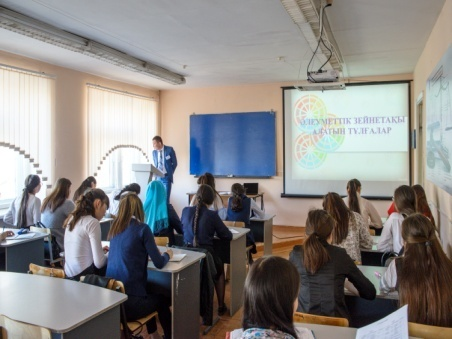 ӘЛЕУМЕТТІК ЗЕЙНЕТАҚЫ
АЛАТЫН ТҰЛҒАЛАР